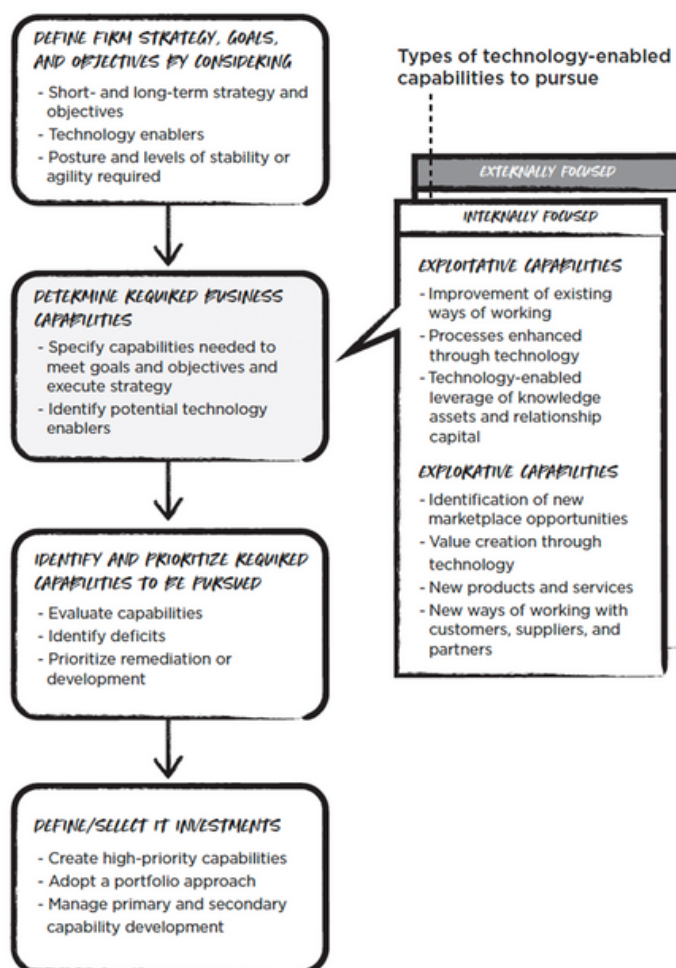 DEFINE FIRM STRATEGY, GOALS,
AND OBJECTIVES BY CONSIDERING
- Short- and long-term strategy and
objectives
- Technology enablers
- Posture and levels of stability or
agility required
DETERMINE REQUIRED BUSINESS
CAPABILITIES
- Specify capabilities needed to
meet goals and objectives and
execute strategy
- Identify potential technology
enablers
IDENTIFY AND PRIORITIZE REQUIRED
CAPABILITIES TO BE PURSUED
- Evaluate capabilities
- Identify deficits
- Prioritize remediation or
development
DEFINE/SELECT IT INVESTMENTS
- Create high-priority capabilities
- Adopt a portfolio approach
- Manage primary and secondary
capability development
Types of technology-enabled
capabilities to pursue
EXTERNALLY FOCUSED
INTERNALLY FOCUSED
EXPLOITATIVE CAPABILITIES
- Improvement of existing
ways of working
- Processes enhanced
through technology
- Technology-enabled
leverage of knowledge
assets and relationship
capital
EXPLORATIVE CAPABILITIES
- Identification of new
marketplace opportunities
- Value creation through
technology
- New products and services
- New ways of working with
customers, suppliers, and
partners